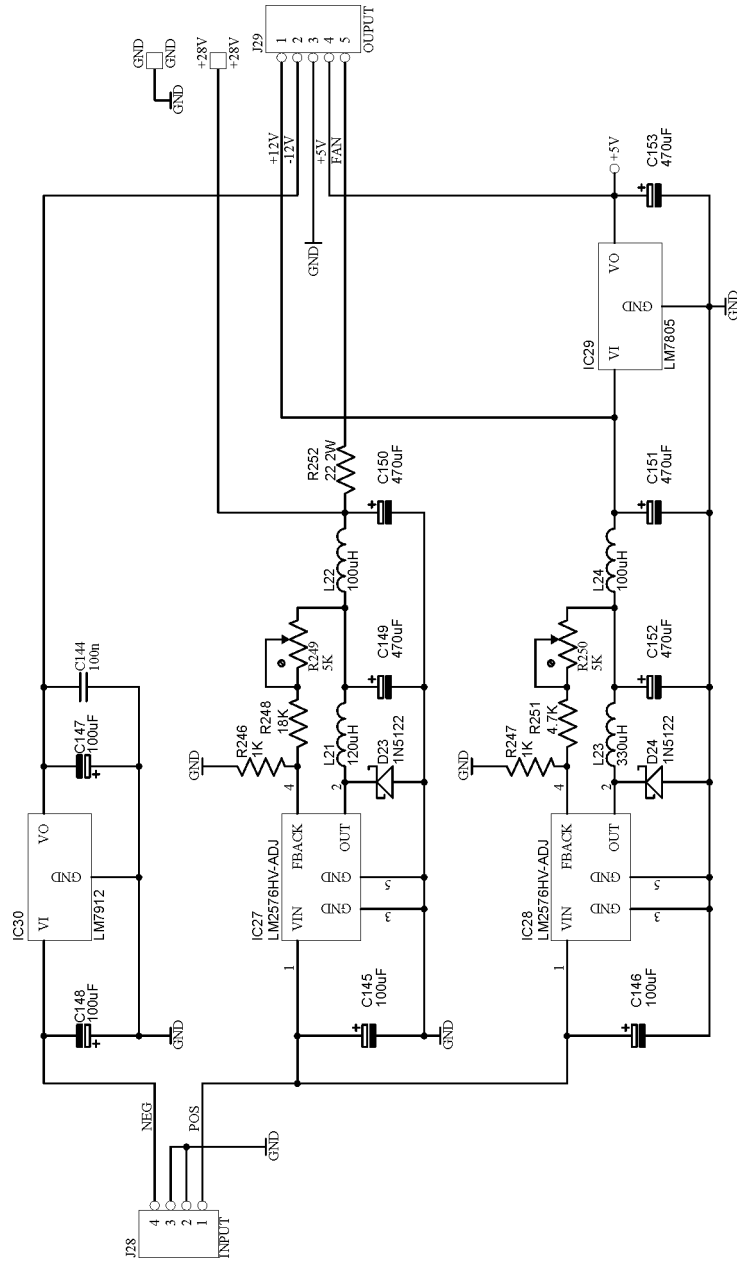 GND
GND
GND
+28V
+28V
J29
1
2
3
4
5
OUPUT
+12V
-12V
+5V
FAN
GND
+5V
C153
470uF
IC29
VI
VO
GND
LM7805
GND
R252
22 2W
C150
470uF
C151
470uF
L22
100uH
L24
100uH
C144
100n
C147
100uF
R249
5K
C149
470uF
R250
5K
C152
470uF
GND
R246
1K
R248
18K
L21
120uH
D23
1N5122
GND
R247
1K
R251
4.7K
L23
330uH
D24
1N5122
4
2
4
2
IC30
VI
VO
GND
LM7912
IC27
LM2576HV-ADJ
VIN
FBACK
OUT
GND
GND
3
5
1
IC28
LM2576HV-ADJ
VIN
FBACK
OUT
GND
GND
3
5
1
C148
100uF
GND
C145
100uF
GND
C146
100uF
NEG
POS
GND
J28
4
3
2
1
INPUT